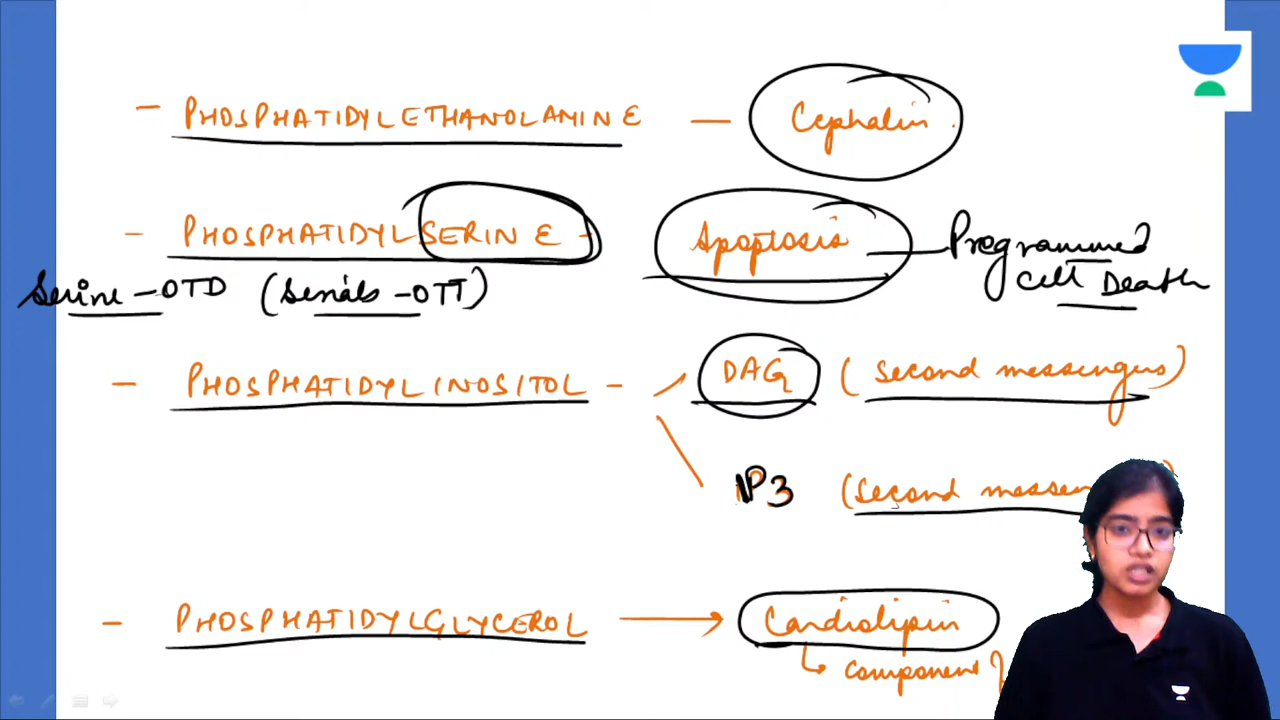 - PHOSPHATIDYLETHANOLAMINE - Cephalin
- PHOSPHATIDYLSERINE - Apoptosis - Programmed Cell Death
Serine - OTD (Serials - OTT)
- PHOSPHATIDYLINOSITOL - DAG (second messengers)
IP3 (second messen
- PHOSPHATIDYLGLYCEROL → Cardiolipin
↳ component